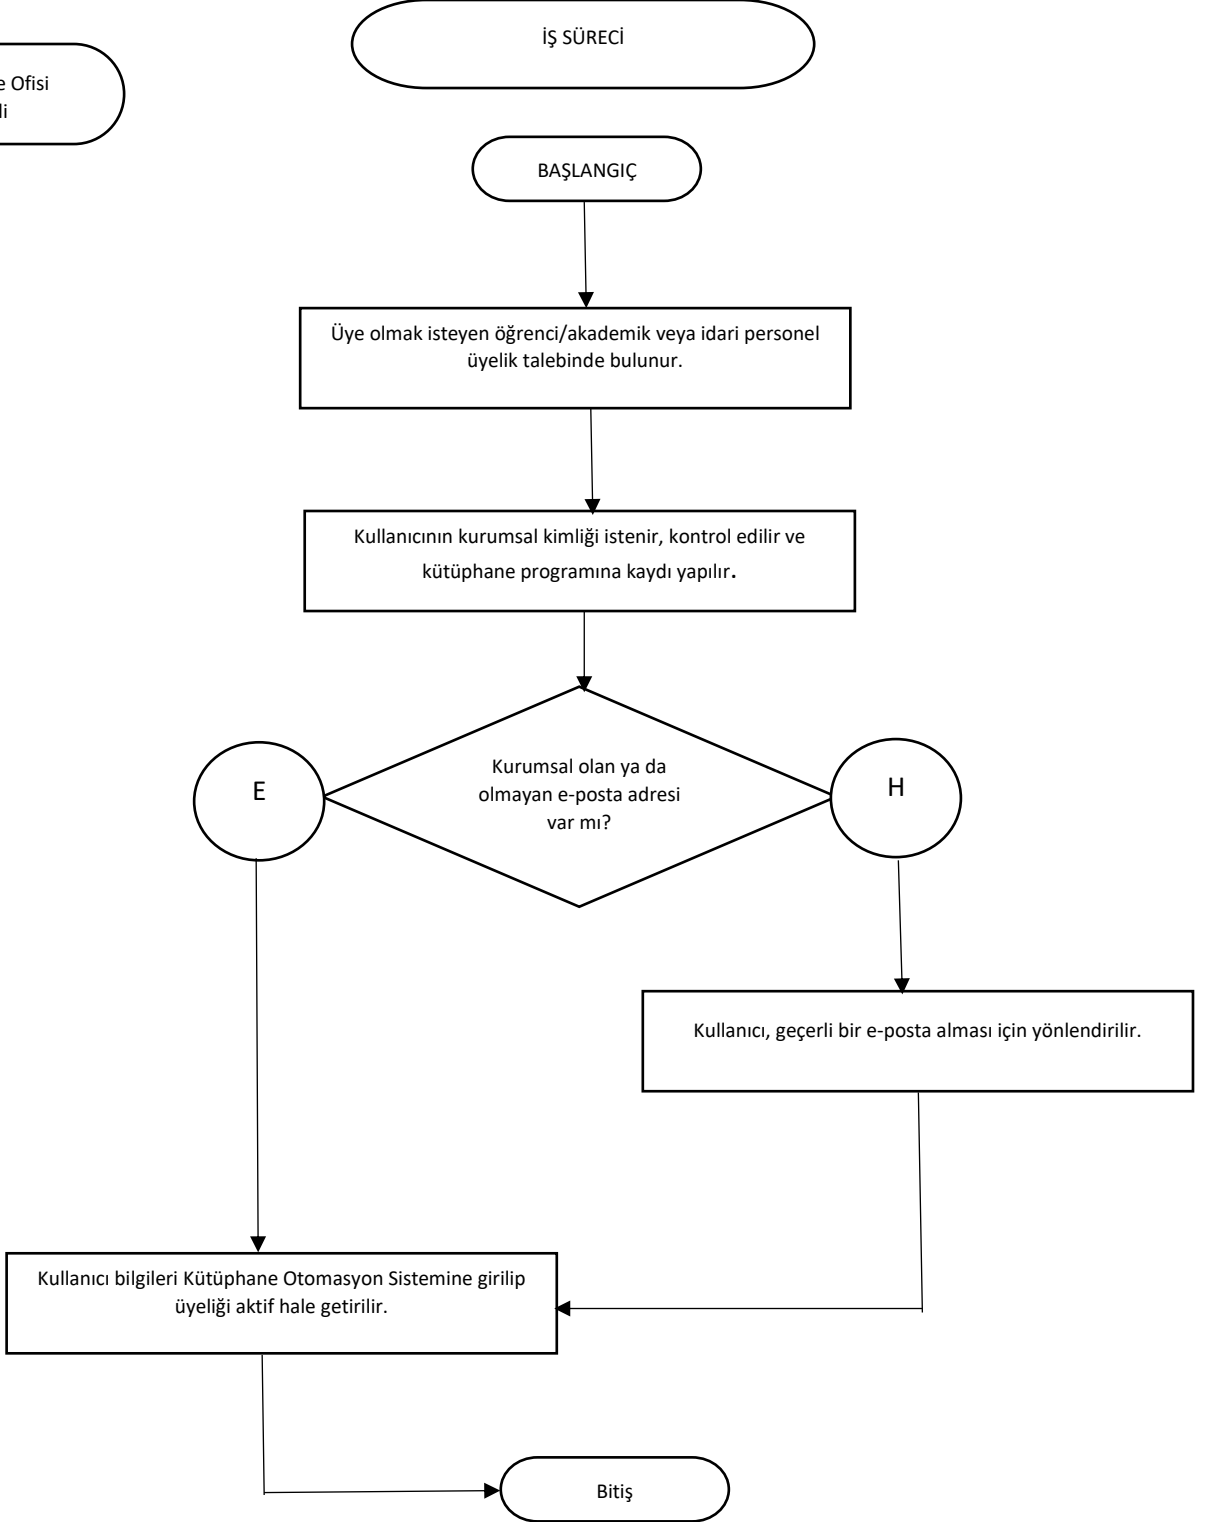 İŞ SÜRECİ
e Ofisi
BAŞLANGIÇ
Üye olmak isteyen öğrenci/akademik veya idari personel
üyelik talebinde bulunur.
Kullanıcının kurumsal kimliği istenir, kontrol edilir ve
kütüphane programına kaydı yapılır.
Kurumsal olan ya da
olmayan e-posta adresi
var mı?
E
H
Kullanıcı, geçerli bir e-posta alması için yönlendirilir.
Kullanıcı bilgileri Kütüphane Otomasyon Sistemine girilip
üyeliği aktif hale getirilir.
Bitiş